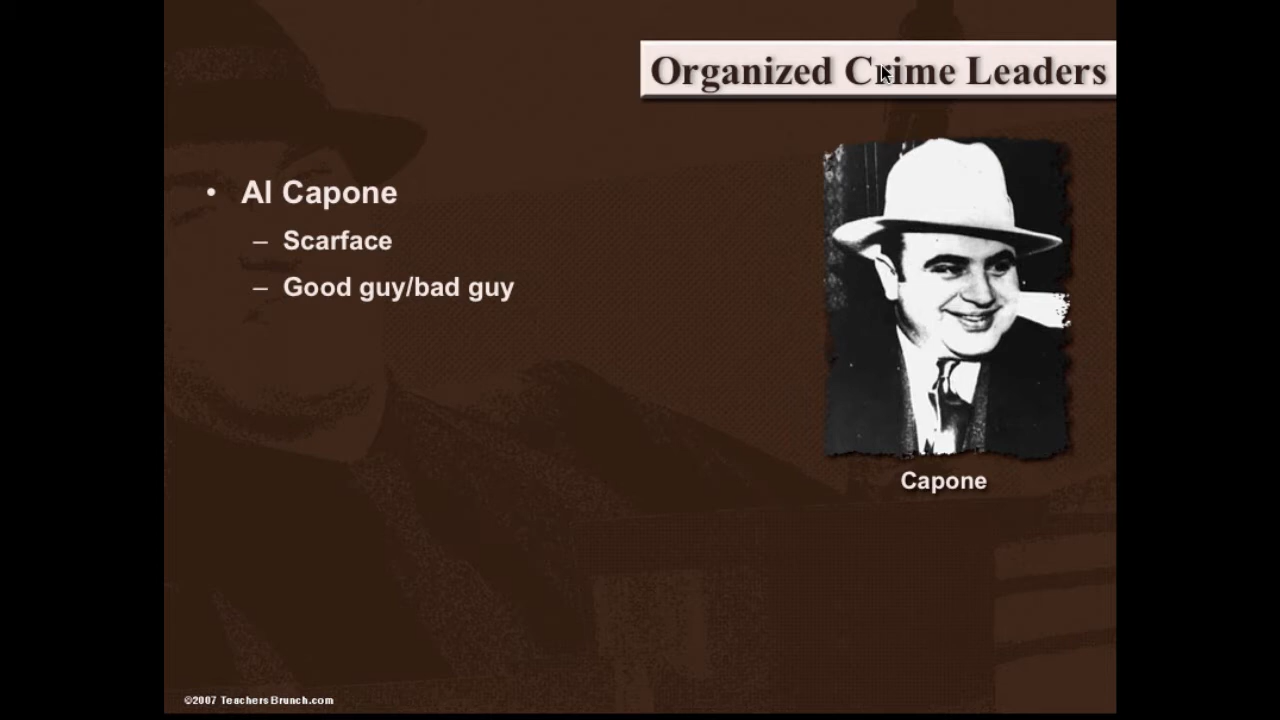 Organized Crime Leaders
• Al Capone
– Scarface
– Good guy/bad guy
Capone
©2007 TeachersBrunch.com